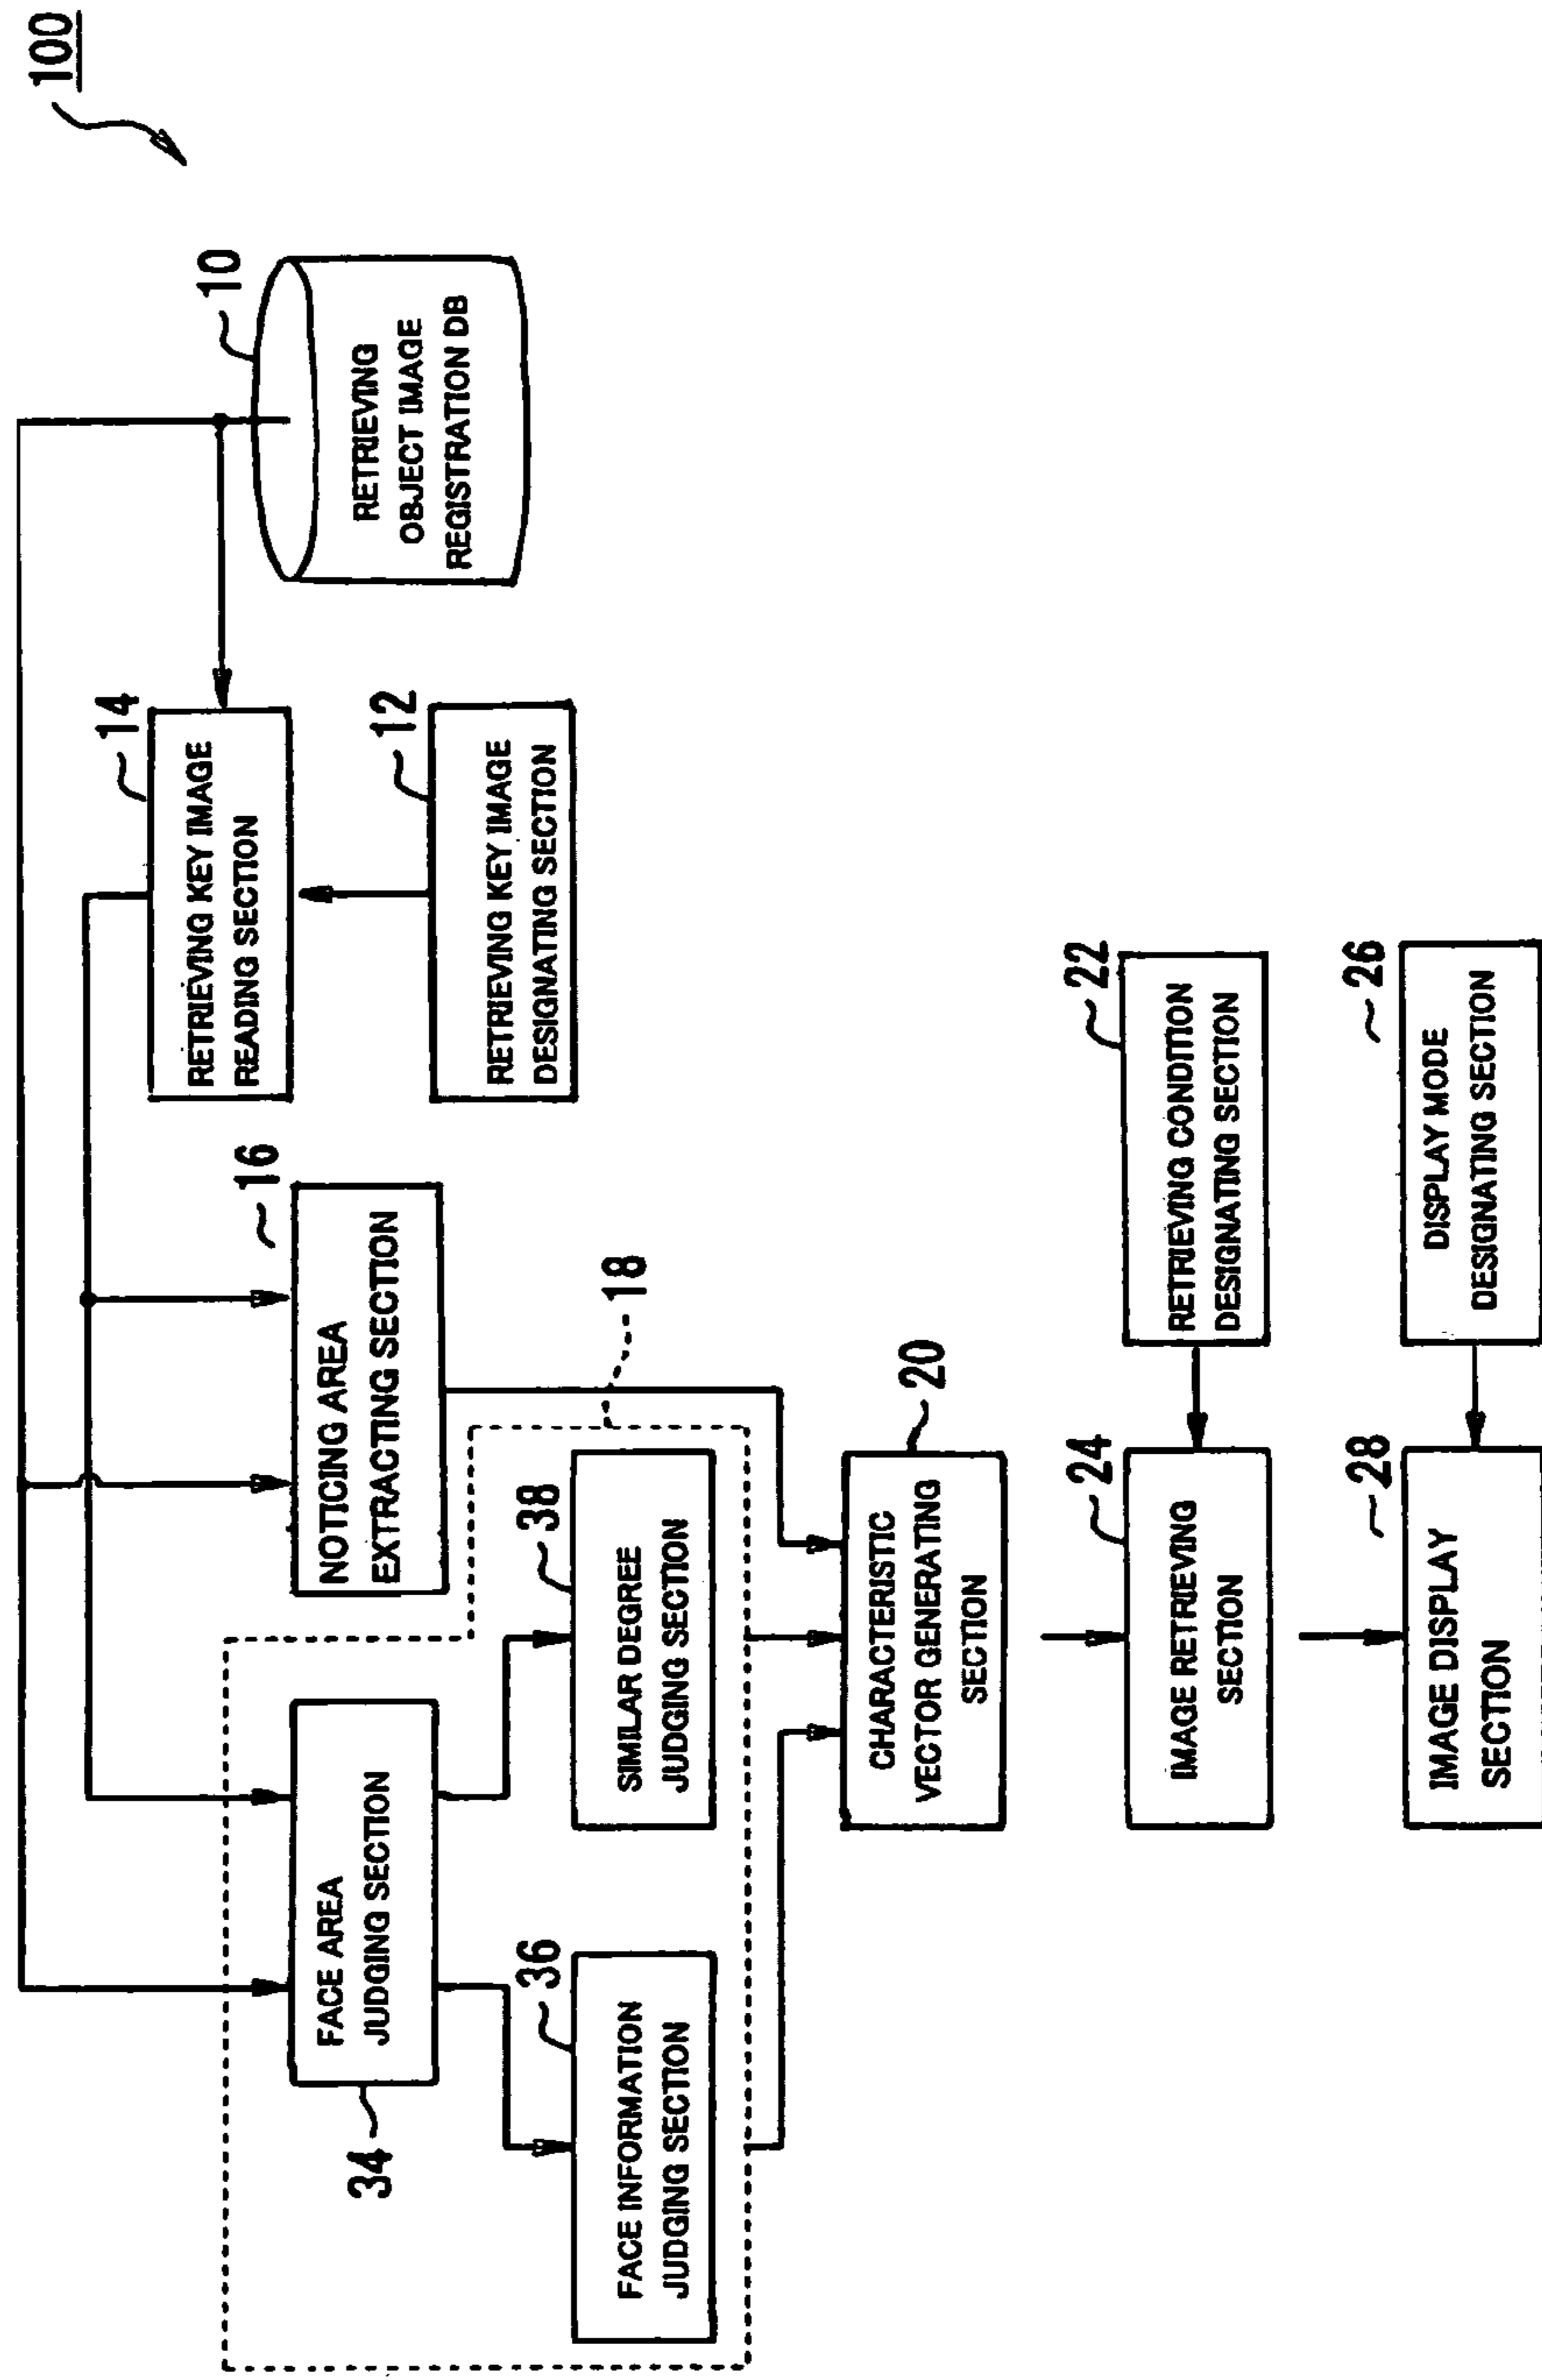 100
10
RETRIEVING
OBJECT IMAGE
REGISTRATION DB
14
RETRIEVING KEY IMAGE
READING SECTION
12
RETRIEVING KEY IMAGE
DESIGNATING SECTION
16
NOTICING AREA
EXTRACTING SECTION
18
34
FACE AREA
JUDGING SECTION
36
FACE INFORMATION
JUDGING SECTION
38
SIMILAR DEGREE
JUDGING SECTION
20
CHARACTERISTIC
VECTOR GENERATING
SECTION
22
RETRIEVING CONDITION
DESIGNATING SECTION
24
IMAGE RETRIEVING
SECTION
26
DISPLAY MODE
DESIGNATING SECTION
28
IMAGE DISPLAY
SECTION